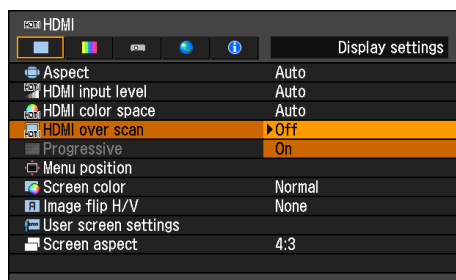 HDMI HDMI
Display settings
Aspect Auto
HDMI input level Auto
HDMI color space Auto
HDMI over scan Off
Progressive On
Menu position
Screen color Normal
Image flip H/V None
User screen settings
Screen aspect 4:3